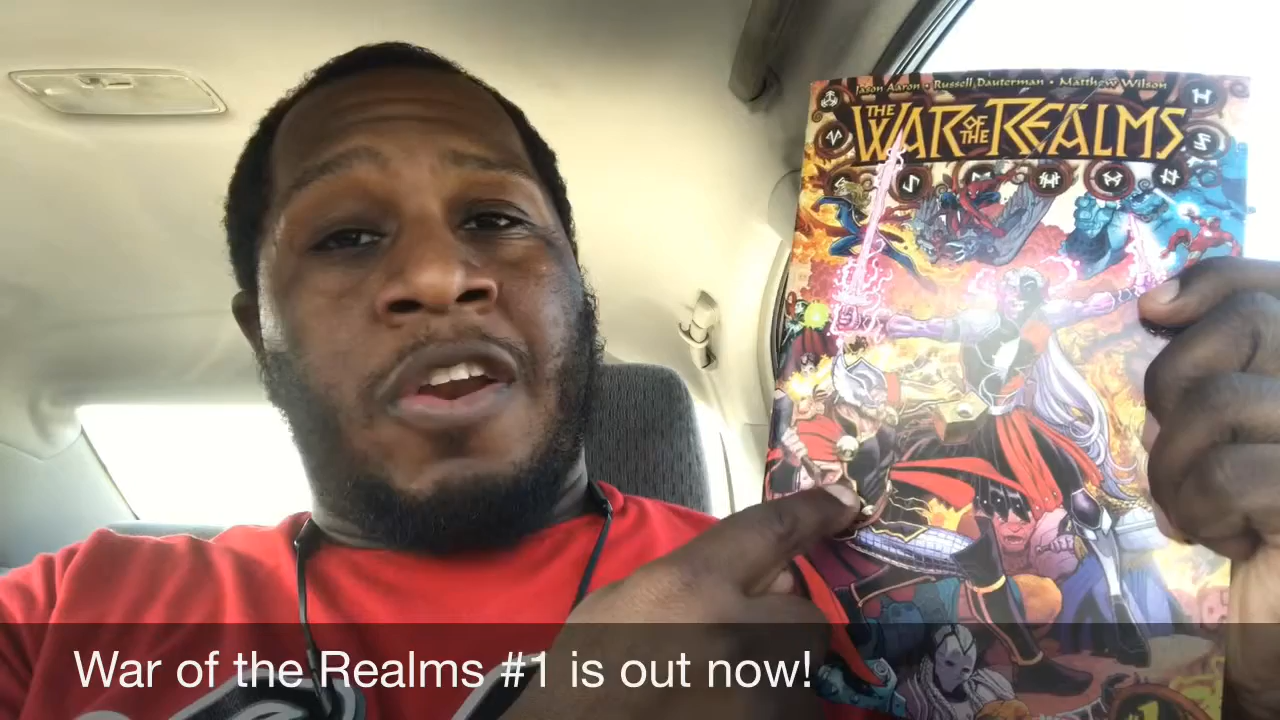 Jason Aaron • Russell Dauterman • Matthew Wilson
THE WAR OF THE REALMS
War of the Realms #1 is out now!